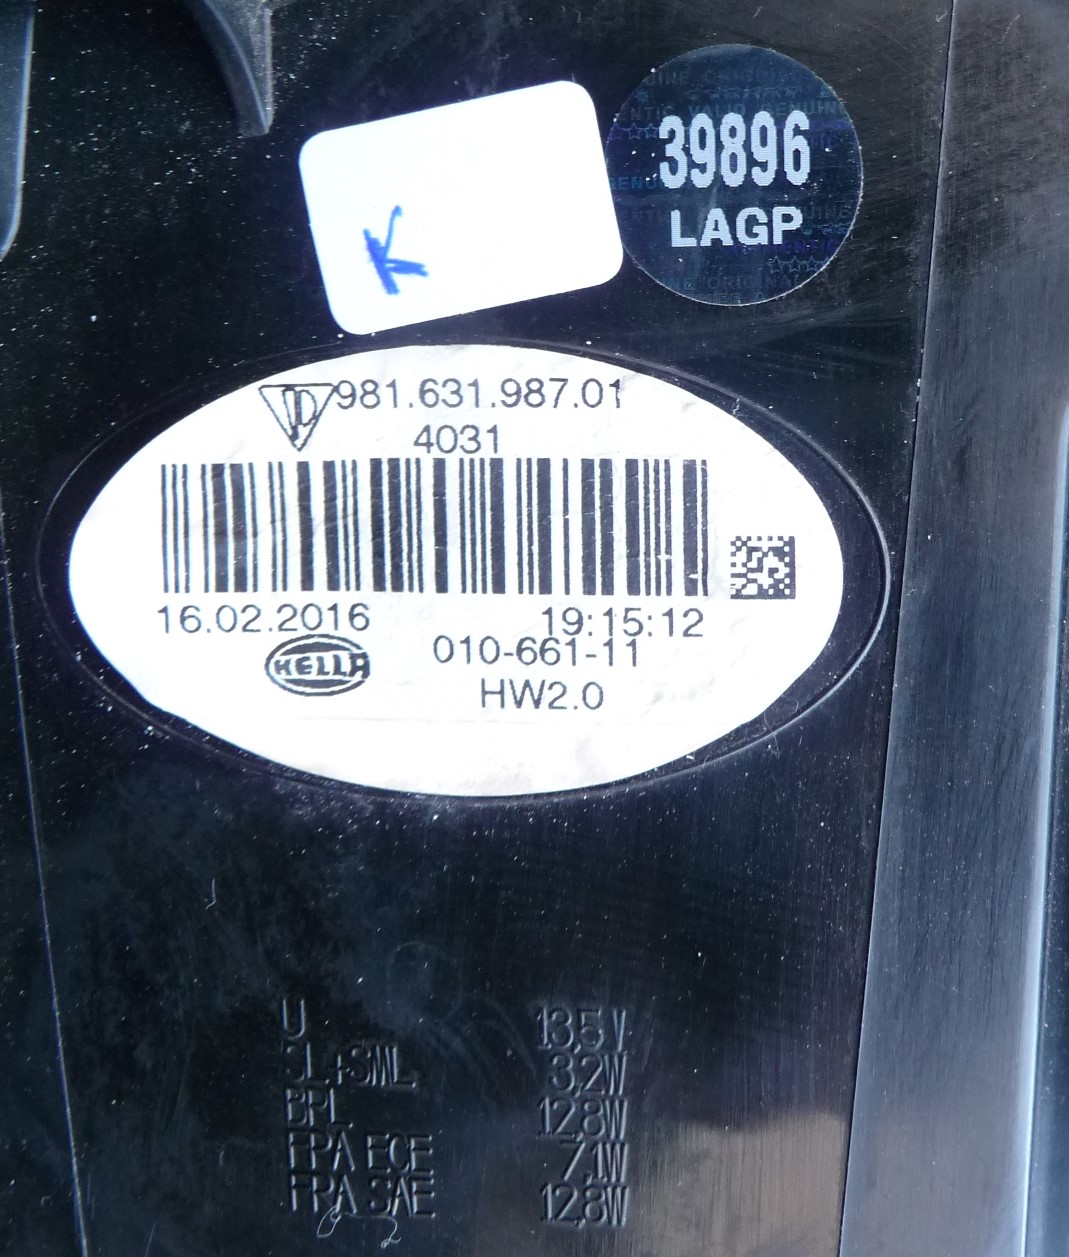 39896
LAGP
K
981.631.987.01
4031
16.02.2016 19:15:12
HELLA 010-661-11
HW2.0
U 13,5V
SL+SML 3,2W
BPL 12,8W
FRA ECE 7,1W
FRA SAE 12,8W